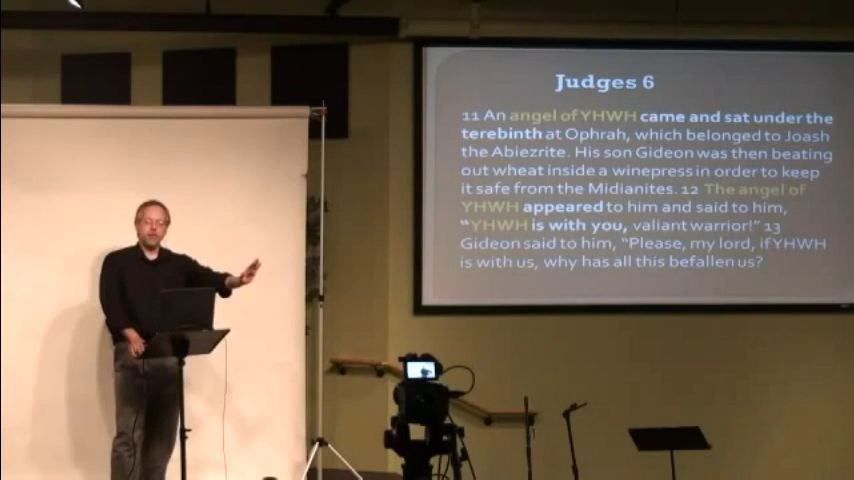 Judges 6
11 An angel of YHWH came and sat under the
terebinth at Ophrah, which belonged to Joash
the Abiezrite. His son Gideon was then beating
out wheat inside a winepress in order to keep
it safe from the Midianites. 12 The angel of
YHWH appeared to him and said to him,
“YHWH is with you, valiant warrior!” 13
Gideon said to him, “Please, my lord, if YHWH
is with us, why has all this befallen us?